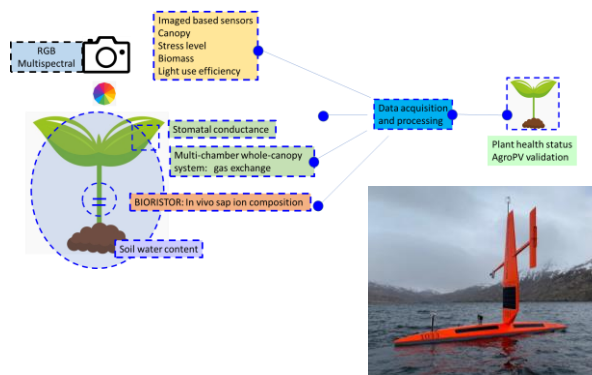 RGB
Multispectral
Imaged based sensors
Canopy
Stress level
Biomass
Light use efficiency
Stomatal conductance
Multi-chamber whole-canopy
system: gas exchange
BIORISTOR: In vivo sap ion composition
Soil water content
Data acquisition
and processing
Plant health status
AgroPV validation